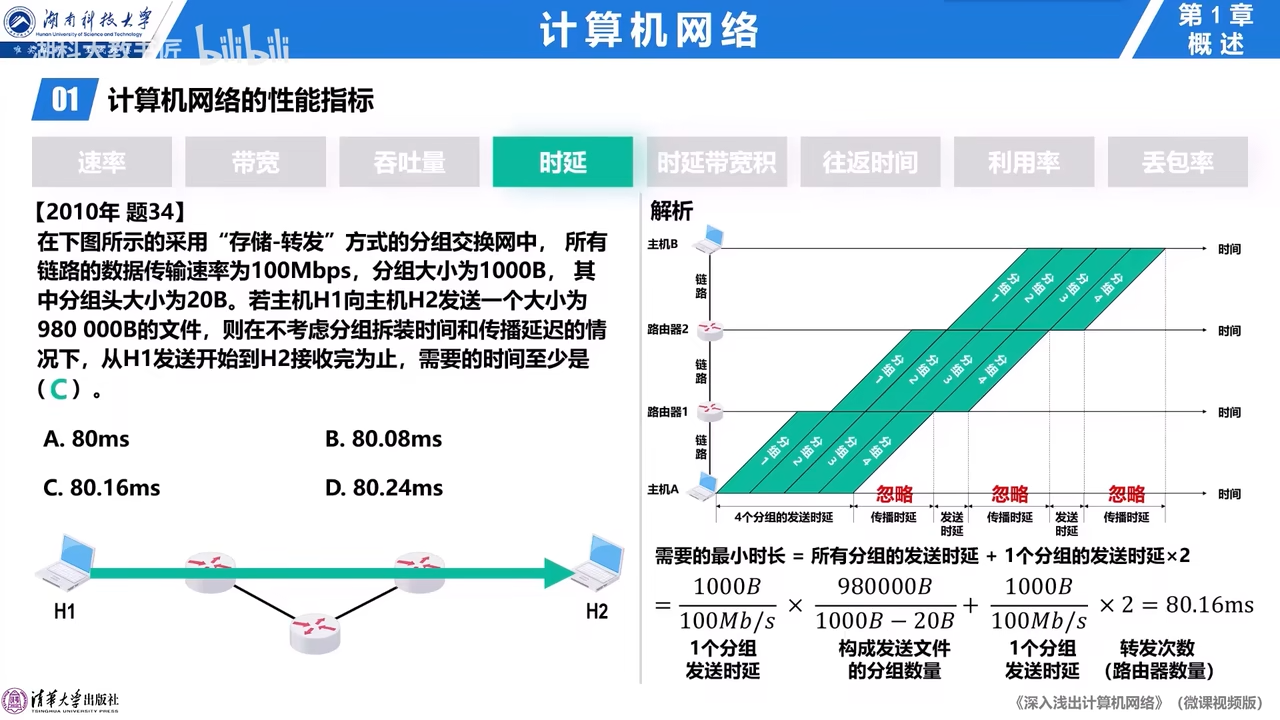 湖南科技大学
Hunan University of Science and Technology
计算机网络
第1章
概述
湖科大教书匠 bilibili
01 计算机网络的性能指标
速率 带宽 吞吐量 时延 时延带宽积 往返时间 利用率 丢包率
【2010年 题34】
在下图所示的采用“存储-转发”方式的分组交换网中， 所有
链路的数据传输速率为100Mbps，分组大小为1000B， 其
中分组头大小为20B。若主机H1向主机H2发送一个大小为
980 000B的文件，则在不考虑分组拆装时间和传播延迟的情
况下，从H1发送开始到H2接收完为止，需要的时间至少是
（ C ）。
A. 80ms B. 80.08ms
C. 80.16ms D. 80.24ms
H1 H2
解析
主机B 时间
链路
分组1 分组2 分组3 分组4
路由器2 时间
链路
分组1 分组2 分组3 分组4
路由器1 时间
链路
分组1 分组2 分组3 分组4
主机A 忽略 忽略 忽略 时间
4个分组的发送时延 传播时延 发送时延 传播时延 发送时延 传播时延
需要的最小时长 = 所有分组的发送时延 + 1个分组的发送时延×2
= 1000B/100Mb/s × 980000B/1000B − 20B + 1000B/100Mb/s × 2 = 80.16ms
1个分组 构成发送文件 1个分组 转发次数
发送时延 的分组数量 发送时延 （路由器数量）
清华大学出版社
TSINGHUA UNIVERSITY PRESS
《深入浅出计算机网络》（微课视频版）